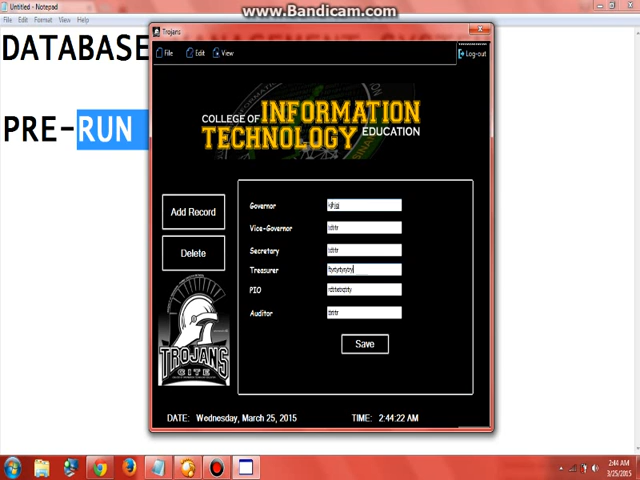 Untitled - Notepad
www.Bandicam.com
File Edit Format View Help
DATABASE
PRE-RUN
Trojans
File Edit View Log-out
COLLEGE OF INFORMATION
TECHNOLOGY EDUCATION
Add Record
Delete
Governor
Vice-Governor
Secretary
Treasurer
PIO
Auditor
Save
TROJANS
CITE
DATE: Wednesday, March 25, 2015 TIME: 2:44:22 AM
2:44 AM
3/25/2015